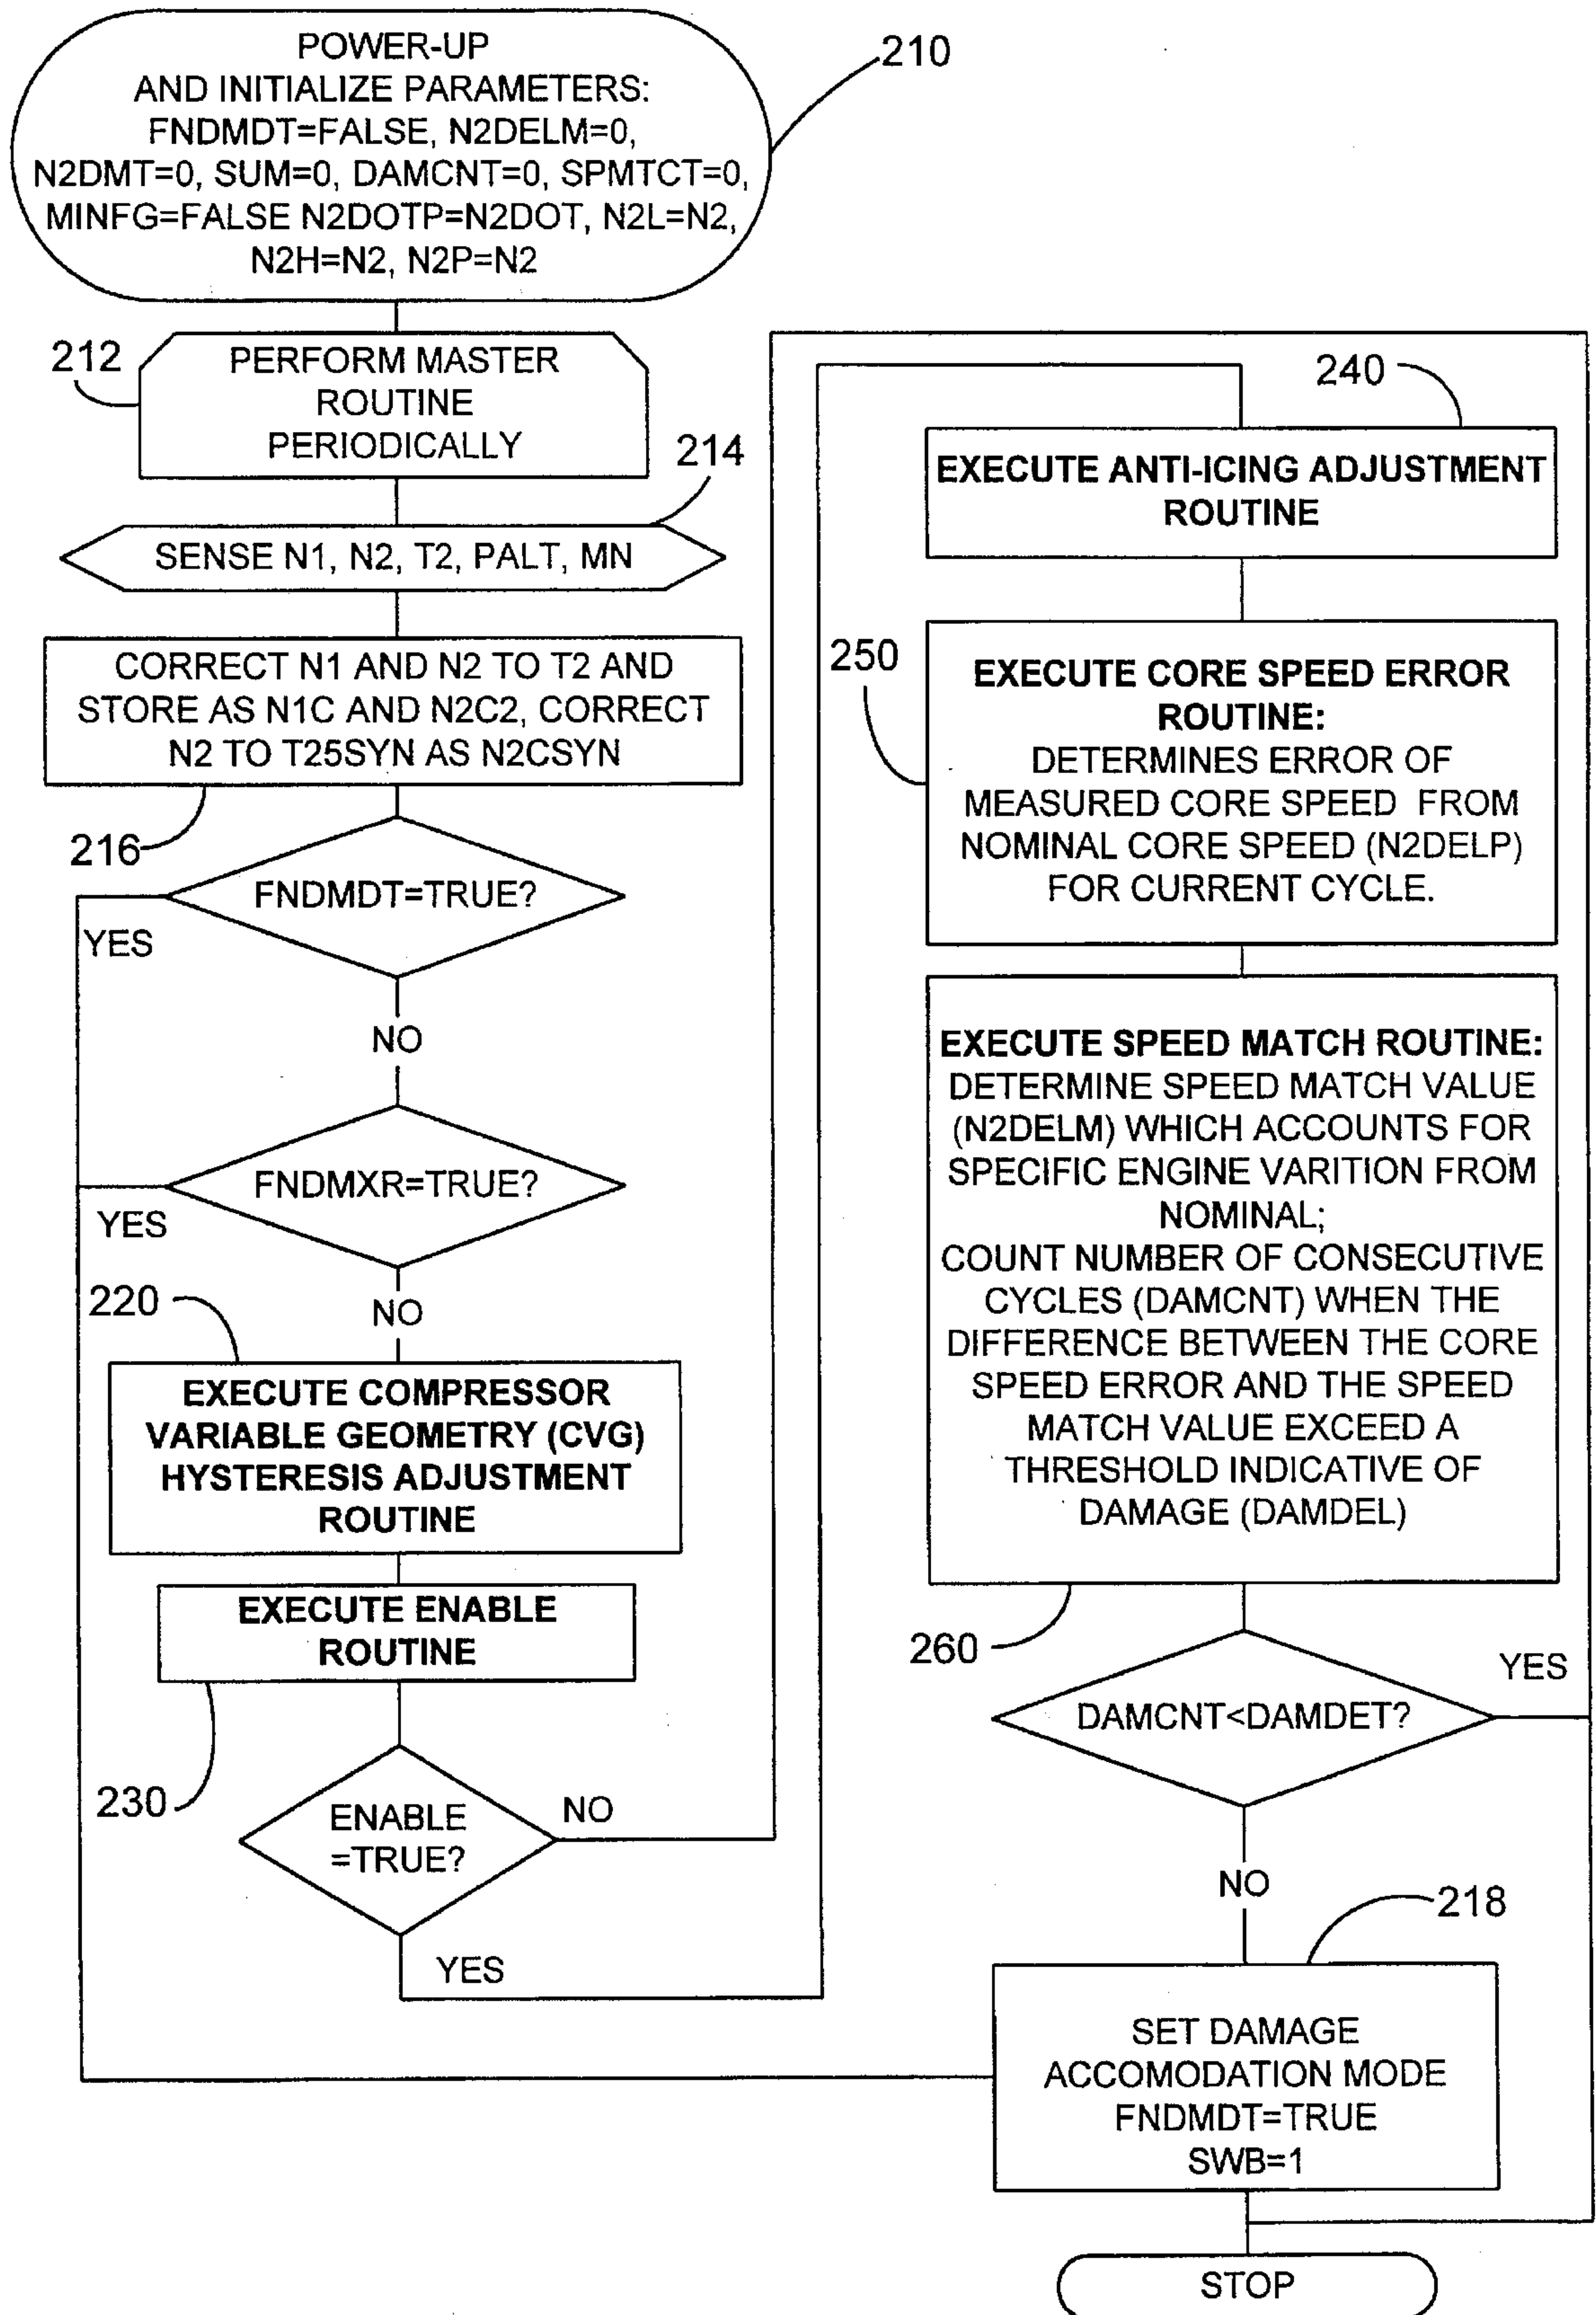 POWER-UP
AND INITIALIZE PARAMETERS:
FNDMDT=FALSE, N2DELM=0,
N2DMT=0, SUM=0, DAMCNT=0, SPMTCT=0,
MINFG=FALSE N2DOTP=N2DOT, N2L=N2,
N2H=N2, N2P=N2
210
212
PERFORM MASTER
ROUTINE
PERIODICALLY
214
SENSE N1, N2, T2, PALT, MN
CORRECT N1 AND N2 TO T2 AND
STORE AS N1C AND N2C2, CORRECT
N2 TO T25SYN AS N2CSYN
216
FNDMDT=TRUE?
YES
NO
FNDMXR=TRUE?
YES
NO
220
EXECUTE COMPRESSOR
VARIABLE GEOMETRY (CVG)
HYSTERESIS ADJUSTMENT
ROUTINE
EXECUTE ENABLE
ROUTINE
230
ENABLE
=TRUE?
NO
YES
240
EXECUTE ANTI-ICING ADJUSTMENT
ROUTINE
250
EXECUTE CORE SPEED ERROR
ROUTINE:
DETERMINES ERROR OF
MEASURED CORE SPEED FROM
NOMINAL CORE SPEED (N2DELP)
FOR CURRENT CYCLE.
EXECUTE SPEED MATCH ROUTINE:
DETERMINE SPEED MATCH VALUE
(N2DELM) WHICH ACCOUNTS FOR
SPECIFIC ENGINE VARITION FROM
NOMINAL;
COUNT NUMBER OF CONSECUTIVE
CYCLES (DAMCNT) WHEN THE
DIFFERENCE BETWEEN THE CORE
SPEED ERROR AND THE SPEED
MATCH VALUE EXCEED A
THRESHOLD INDICATIVE OF
DAMAGE (DAMDEL)
260
DAMCNT<DAMDET?
YES
NO
218
SET DAMAGE
ACCOMODATION MODE
FNDMDT=TRUE
SWB=1
STOP